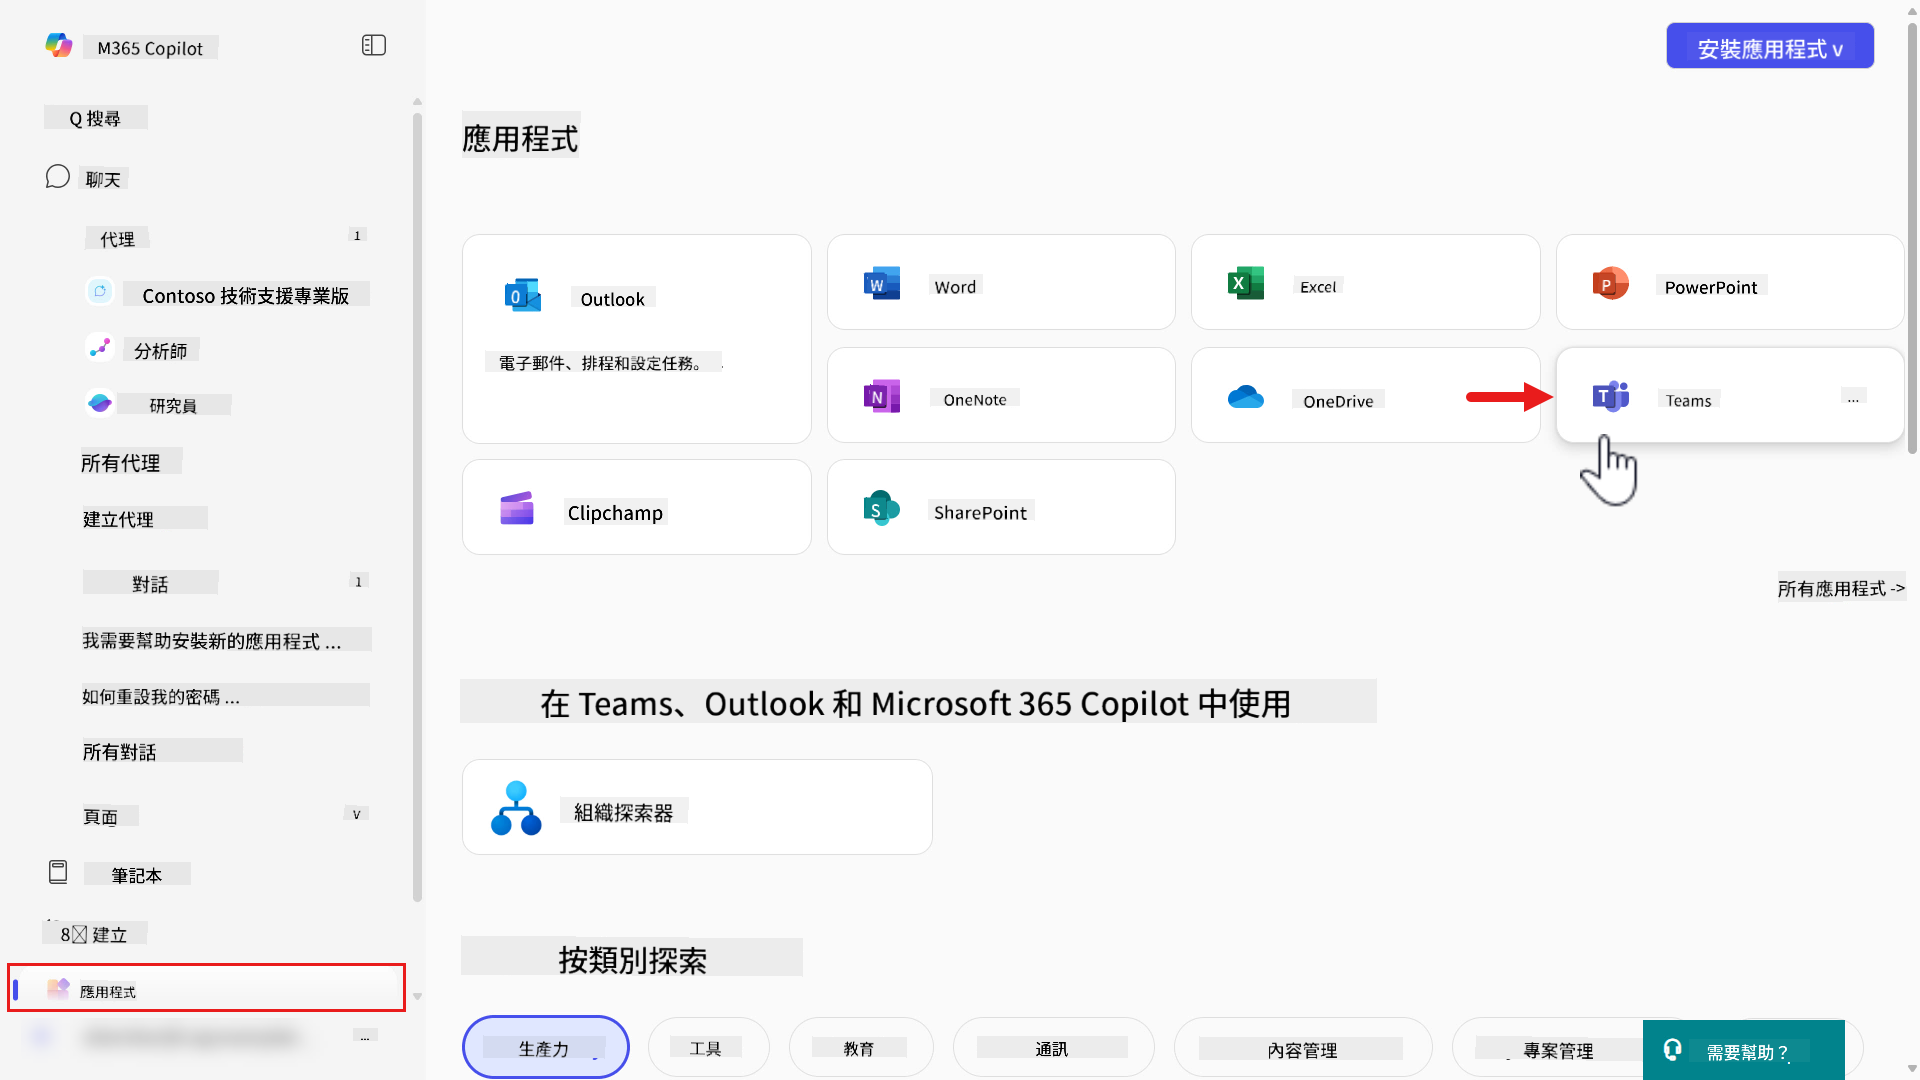 M365 Copilot
Q 搜尋
聊天
代理 1
Contoso 技術支援專業版
分析師
研究員
所有代理
建立代理
對話 1
我需要幫助安裝新的應用程式 ...
如何重設我的密碼 ...
所有對話
頁面 v
筆記本
建立
應用程式
...
安裝應用程式 v
應用程式
Outlook
電子郵件、排程和設定任務。
Word
Excel
PowerPoint
OneNote
OneDrive
Teams ...
Clipchamp
SharePoint
所有應用程式 ->
在 Teams、Outlook 和 Microsoft 365 Copilot 中使用
組織探索器
按類別探索
生產力
工具
教育
通訊
內容管理
專案管理
需要幫助？